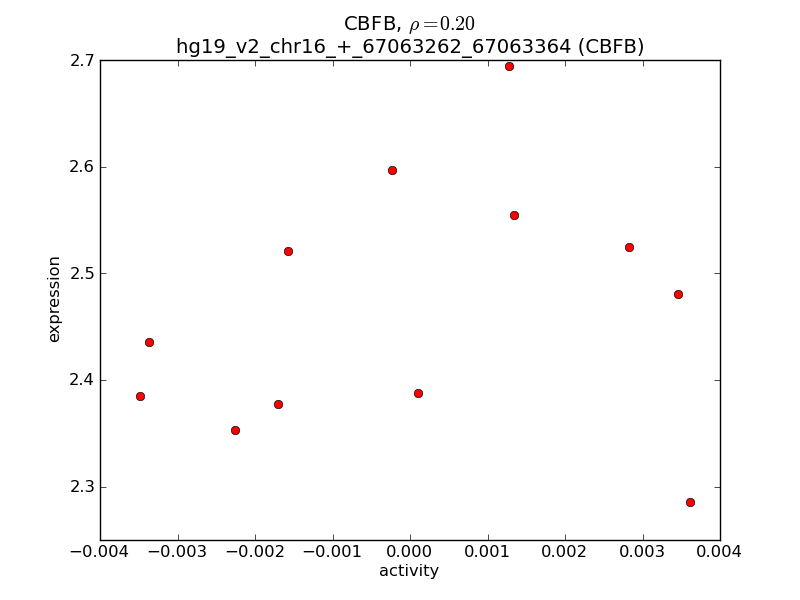 CBFB, ρ = 0.20
hg19_v2_chr16_+_67063262_67063364 (CBFB)
2.7
2.6
2.5
2.4
2.3
expression
−0.004 −0.003 −0.002 −0.001 0.000 0.001 0.002 0.003 0.004
activity